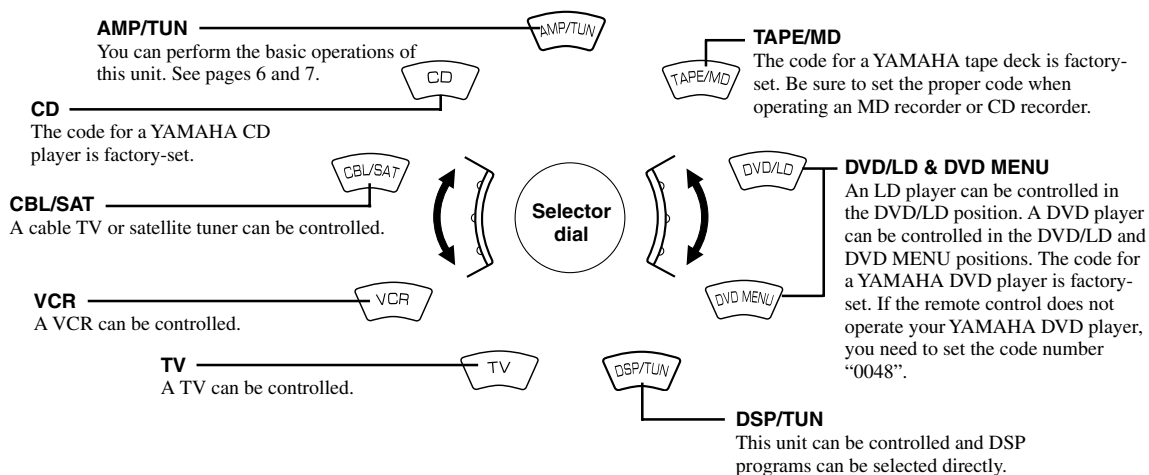 AMP/TUN
You can perform the basic operations of
this unit. See pages 6 and 7.
CD
The code for a YAMAHA CD
player is factory-set.
CBL/SAT
A cable TV or satellite tuner can be controlled.
VCR
A VCR can be controlled.
TV
A TV can be controlled.
AMP/TUN
CD
CBL/SAT
VCR
TV
Selector
dial
TAPE/MD
DVD/LD
DVD MENU
DSP/TUN
TAPE/MD
The code for a YAMAHA tape deck is factory-
set. Be sure to set the proper code when
operating an MD recorder or CD recorder.
DVD/LD & DVD MENU
An LD player can be controlled in
the DVD/LD position. A DVD player
can be controlled in the DVD/LD and
DVD MENU positions. The code for
a YAMAHA DVD player is factory-
set. If the remote control does not
operate your YAMAHA DVD player,
you need to set the code number
“0048”.
DSP/TUN
This unit can be controlled and DSP
programs can be selected directly.